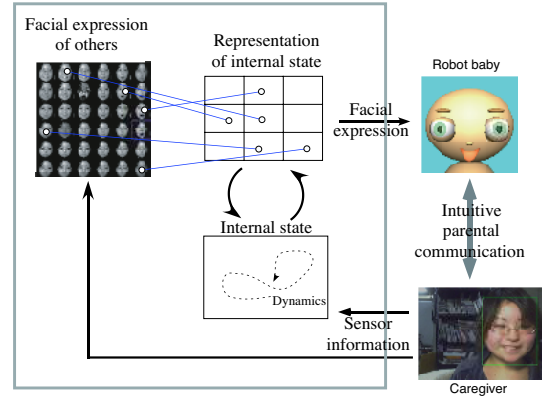 Facial expression
of others
Representation
of internal state
Robot baby
Facial
expression
Intuitive
parental
communication
Internal state
Dynamics
Sensor
information
Caregiver